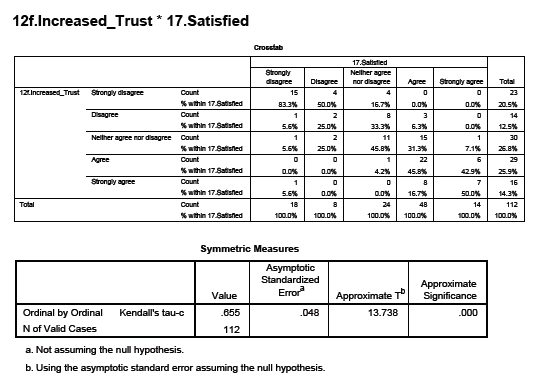 12f.Increased_Trust * 17.Satisfied
Crosstab
17.Satisfied
Strongly disagree Disagree Neither agree nor disagree Agree Strongly agree Total
12f.Increased_Trust Strongly disagree Count 15 4 4 0 0 23
% within 17.Satisfied 83.3% 50.0% 16.7% 0.0% 0.0% 20.5%
Disagree Count 1 2 8 3 0 14
% within 17.Satisfied 5.6% 25.0% 33.3% 6.3% 0.0% 12.5%
Neither agree nor disagree Count 1 2 11 15 1 30
% within 17.Satisfied 5.6% 25.0% 45.8% 31.3% 7.1% 26.8%
Agree Count 0 0 1 22 6 29
% within 17.Satisfied 0.0% 0.0% 4.2% 45.8% 42.9% 25.9%
Strongly agree Count 1 0 0 8 7 16
% within 17.Satisfied 5.6% 0.0% 0.0% 16.7% 50.0% 14.3%
Total Count 18 8 24 48 14 112
% within 17.Satisfied 100.0% 100.0% 100.0% 100.0% 100.0% 100.0%
Symmetric Measures
Value Asymptotic Standardized Error^a Approximate T^b Approximate Significance
Ordinal by Ordinal Kendall's tau-c .655 .048 13.738 .000
N of Valid Cases 112
a. Not assuming the null hypothesis.
b. Using the asymptotic standard error assuming the null hypothesis.